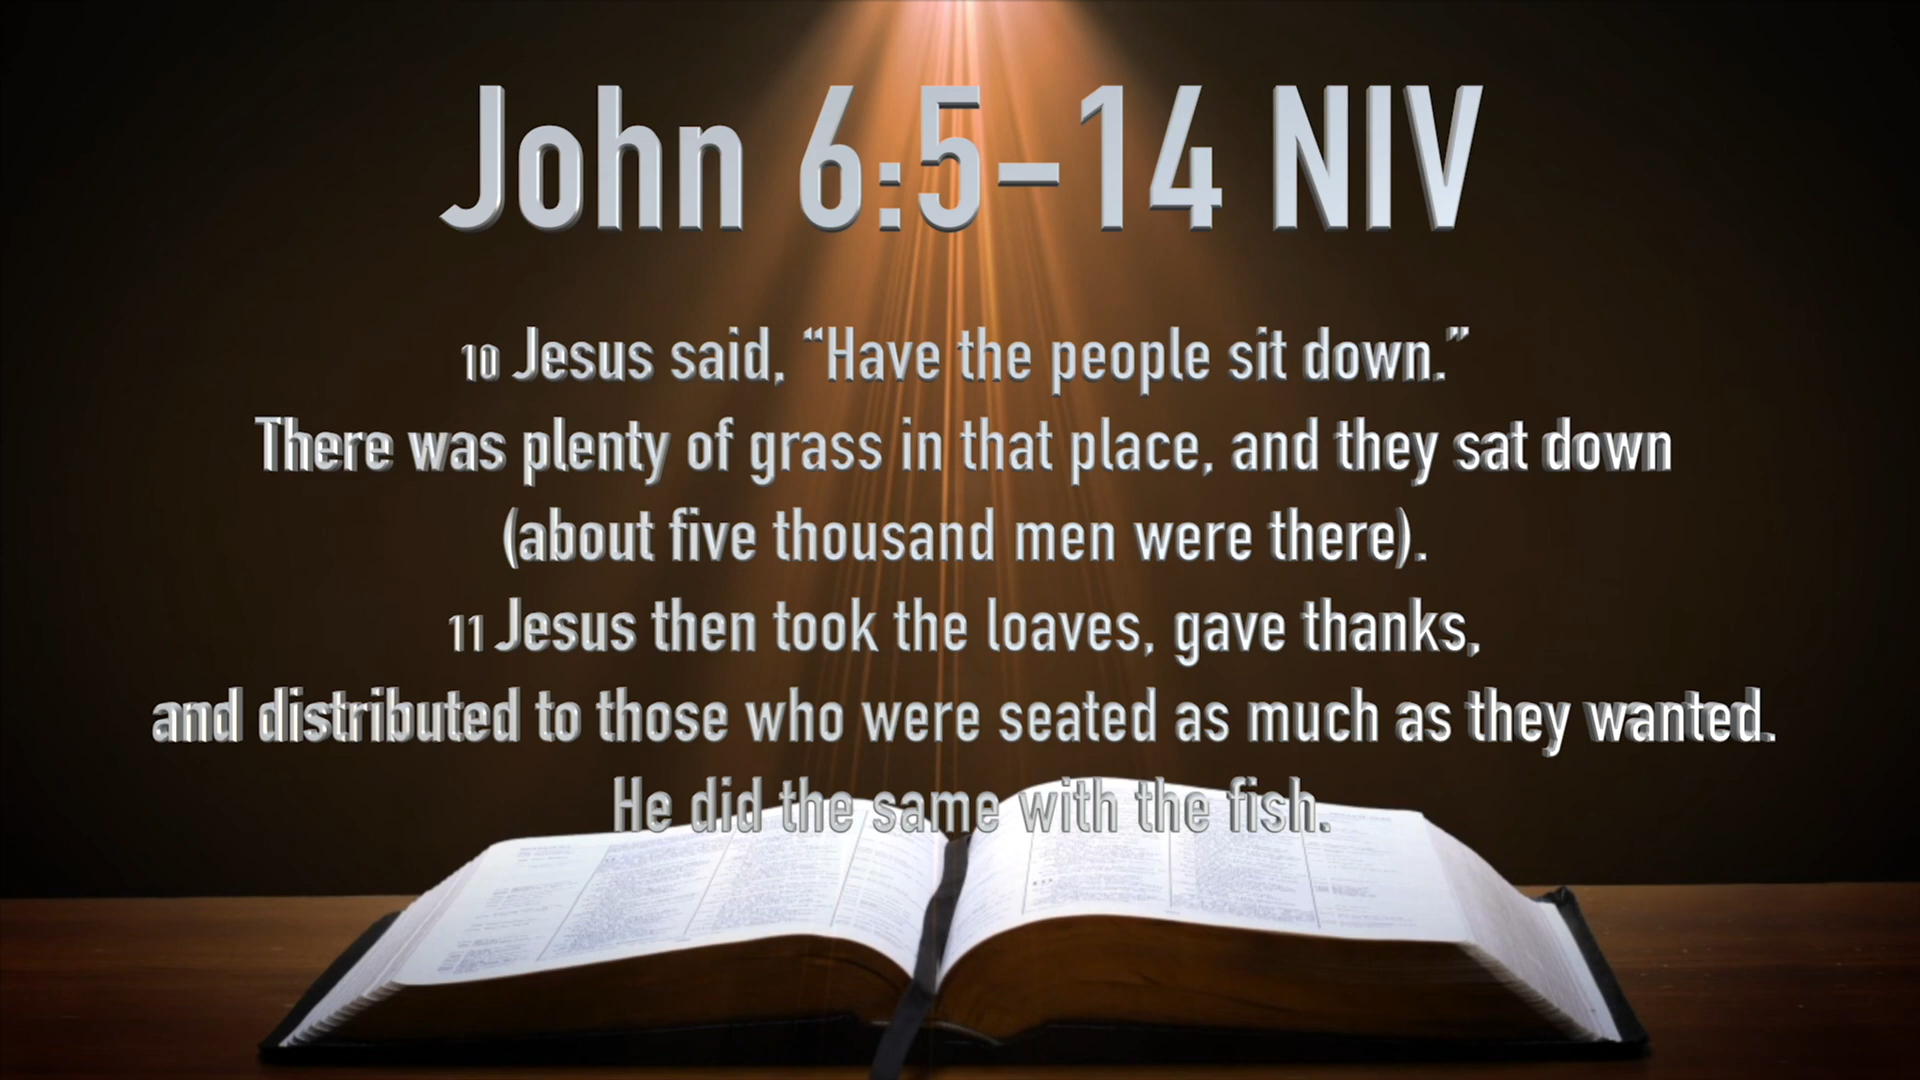 John 6:5–14 NIV
10 Jesus said, “Have the people sit down.”
There was plenty of grass in that place, and they sat down
(about five thousand men were there).
11 Jesus then took the loaves, gave thanks,
and distributed to those who were seated as much as they wanted.
He did the same with the fish.